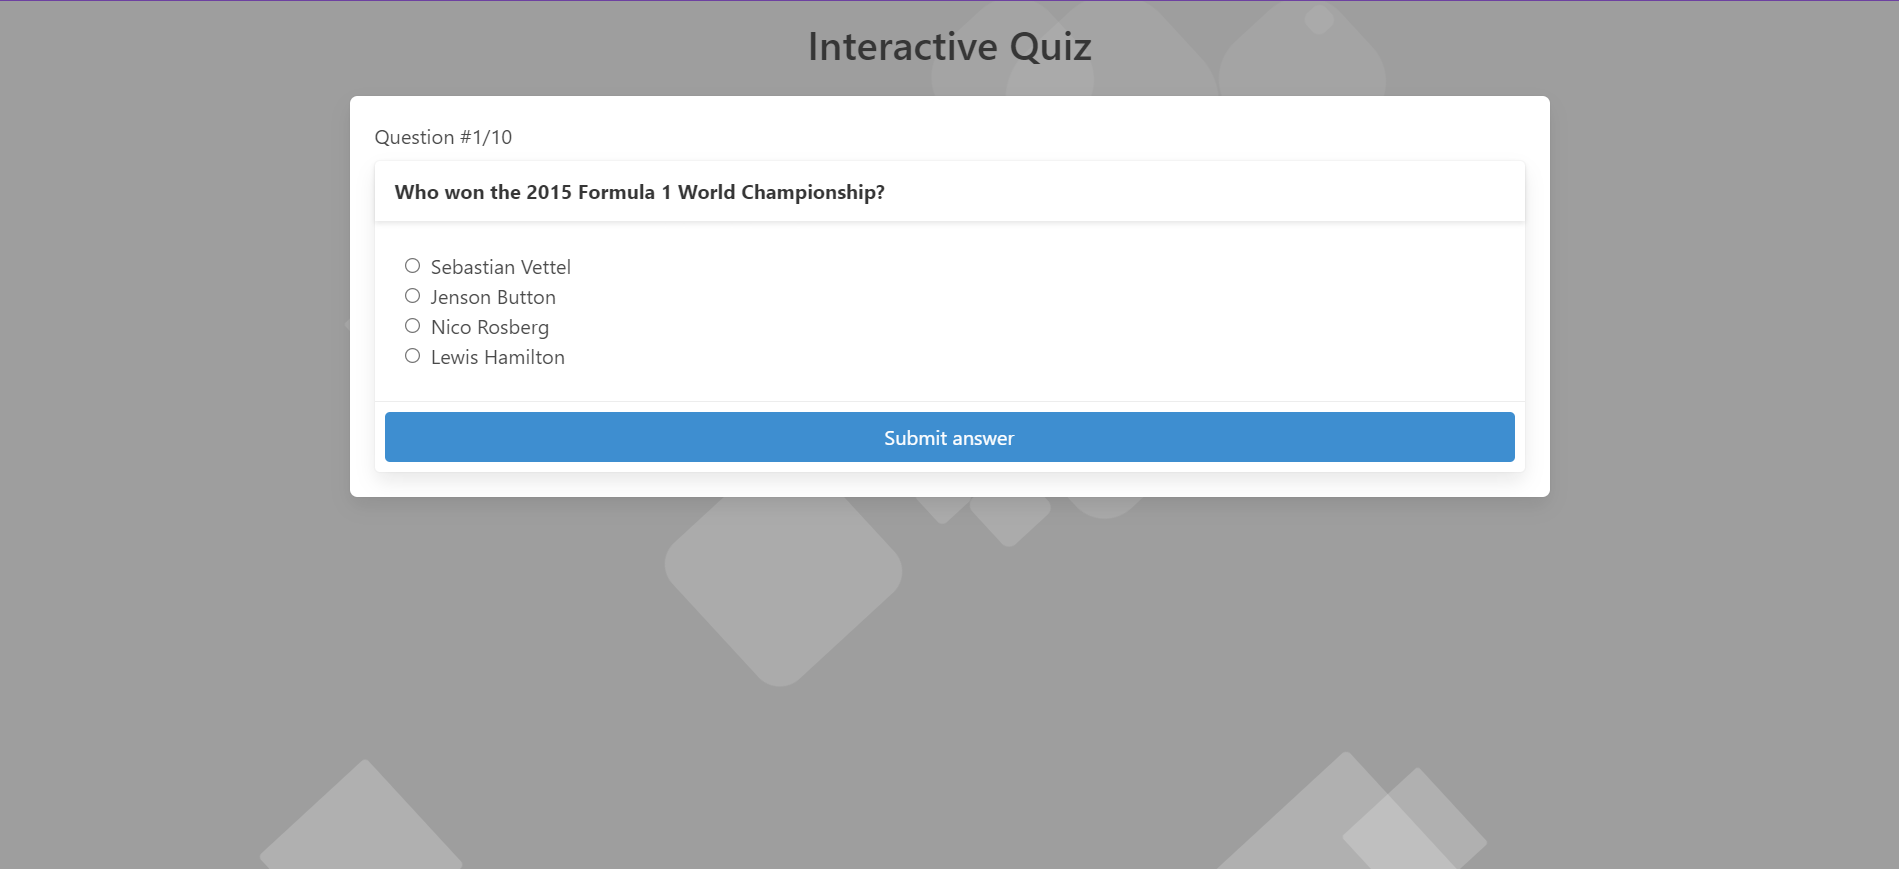 Interactive Quiz
Question #1/10
Who won the 2015 Formula 1 World Championship?
Sebastian Vettel
Jenson Button
Nico Rosberg
Lewis Hamilton
Submit answer